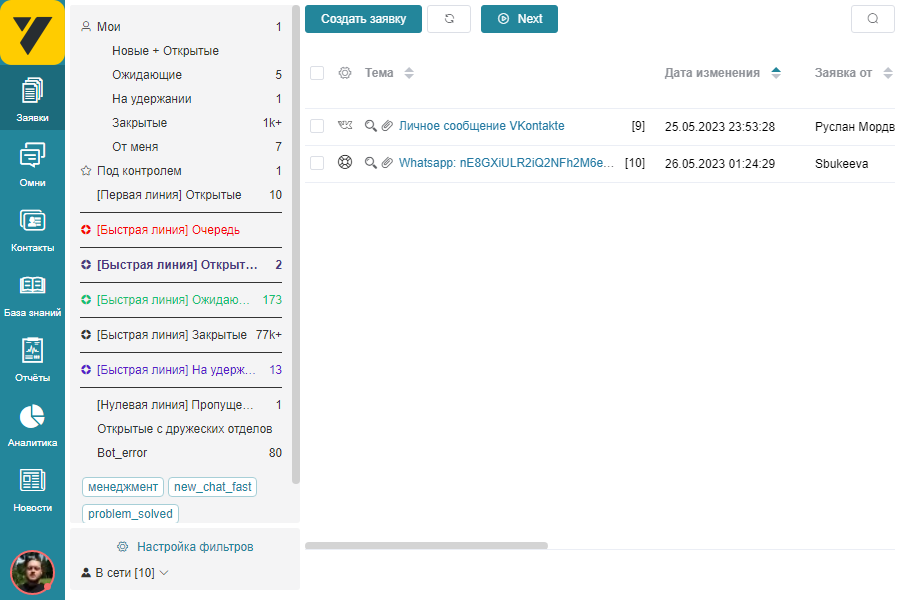 Заявки
Омни
Контакты
База знаний
Отчёты
Аналитика
Новости
Мои 1
Новые + Открытые
Ожидающие 5
На удержании 1
Закрытые 1k+
От меня 7
Под контролем 1
[Первая линия] Открытые 10
[Быстрая линия] Очередь
[Быстрая линия] Открыт... 2
[Быстрая линия] Ожидаю... 173
[Быстрая линия] Закрытые 77k+
[Быстрая линия] На удерж... 13
[Нулевая линия] Пропуще... 1
Открытые с дружеских отделов
Bot_error 80
менеджмент new_chat_fast
problem_solved
Настройка фильтров
В сети [10]
Создать заявку Next
Тема Дата изменения Заявка от
Личное сообщение VKontakte [9] 25.05.2023 23:53:28 Руслан Мордв
Whatsapp: nE8GXiULR2iQ2NFh2M6e... [10] 26.05.2023 01:24:29 Sbukeeva